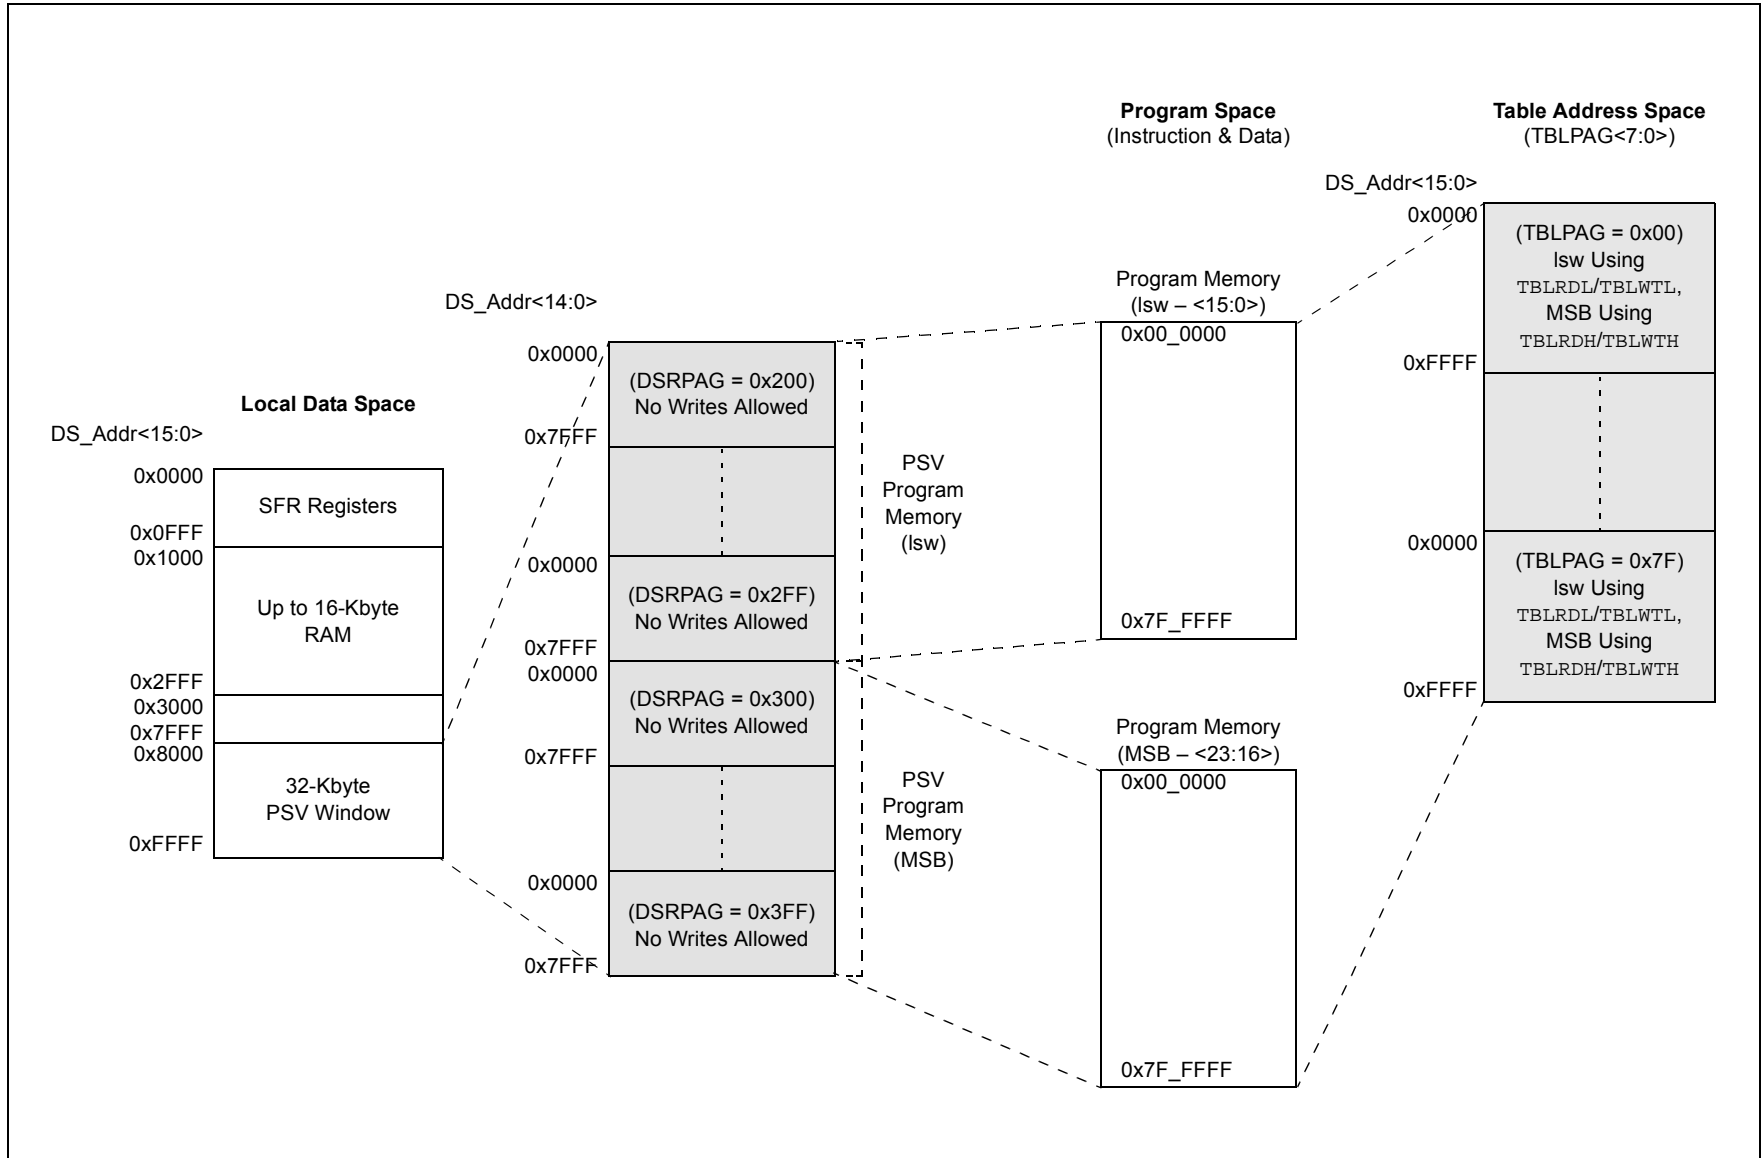 Local Data Space
DS_Addr<15:0>
0x0000
SFR Registers
0x0FFF
0x1000
Up to 16-Kbyte
RAM
0x2FFF
0x3000
0x7FFF
0x8000
32-Kbyte
PSV Window
0xFFFF
DS_Addr<14:0>
0x0000
(DSRPAG = 0x200)
No Writes Allowed
0x7FFF
0x0000
(DSRPAG = 0x2FF)
No Writes Allowed
0x7FFF
0x0000
(DSRPAG = 0x300)
No Writes Allowed
0x7FFF
0x0000
(DSRPAG = 0x3FF)
No Writes Allowed
0x7FFF
PSV
Program
Memory
(lsw)
PSV
Program
Memory
(MSB)
Program Space
(Instruction & Data)
Program Memory
(lsw – <15:0>)
0x00_0000
0x7F_FFFF
Program Memory
(MSB – <23:16>)
0x00_0000
0x7F_FFFF
Table Address Space
(TBLPAG<7:0>)
DS_Addr<15:0>
0x0000
(TBLPAG = 0x00)
lsw Using
TBLRDL/TBLWTL,
MSB Using
TBLRDH/TBLWTH
0xFFFF
0x0000
(TBLPAG = 0x7F)
lsw Using
TBLRDL/TBLWTL,
MSB Using
TBLRDH/TBLWTH
0xFFFF